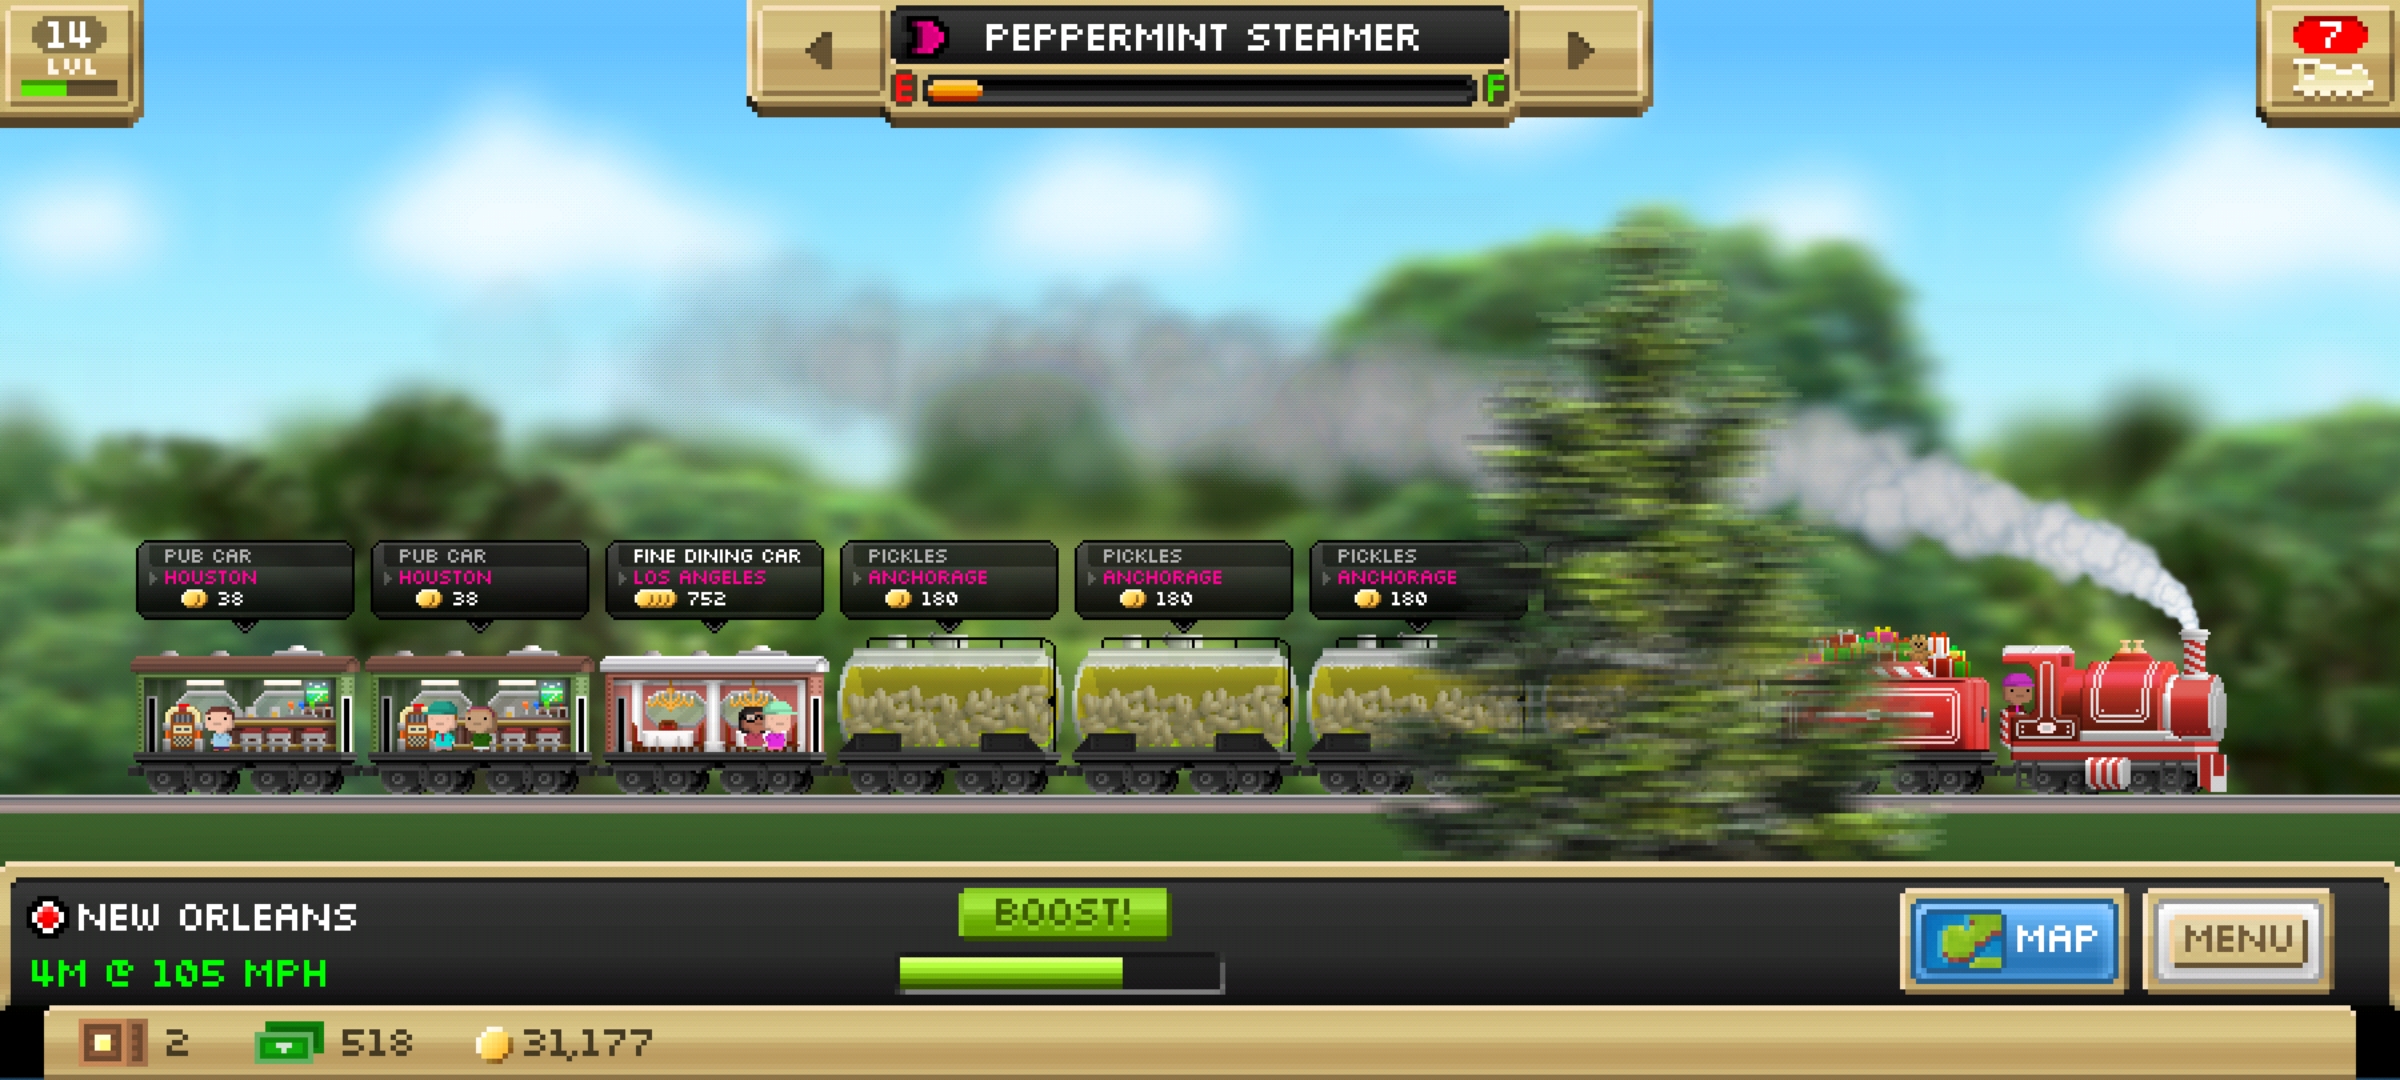 14
LVL
PEPPERMINT STEAMER
E
F
7
PUB CAR
HOUSTON
38
PUB CAR
HOUSTON
38
FINE DINING CAR
LOS ANGELES
752
PICKLES
ANCHORAGE
180
PICKLES
ANCHORAGE
180
PICKLES
ANCHORAGE
180
NEW ORLEANS
4M @ 105 MPH
BOOST!
MAP
MENU
2
518
31,177